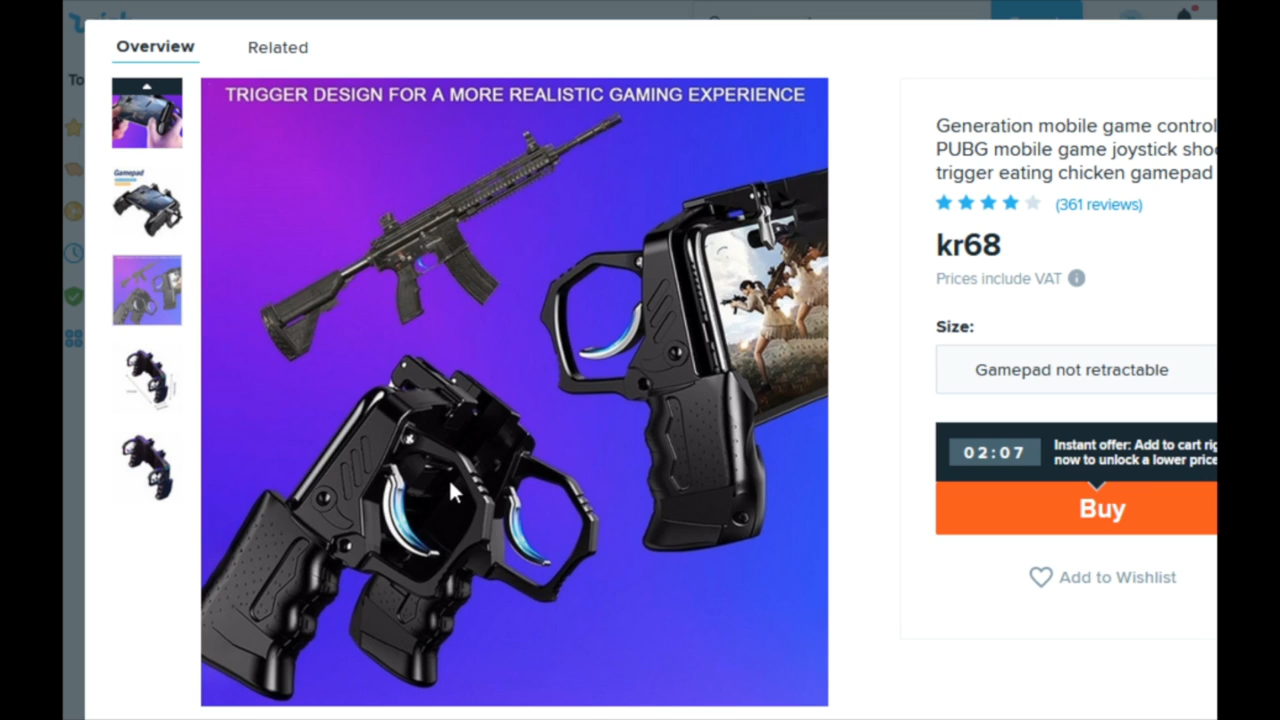 Overview
Related
To
TRIGGER DESIGN FOR A MORE REALISTIC GAMING EXPERIENCE
Gamepad
Generation mobile game control
PUBG mobile game joystick shoo
trigger eating chicken gamepad
(361 reviews)
kr68
Prices include VAT
Size:
Gamepad not retractable
02:07
Instant offer: Add to cart rig
now to unlock a lower price
Buy
Add to Wishlist